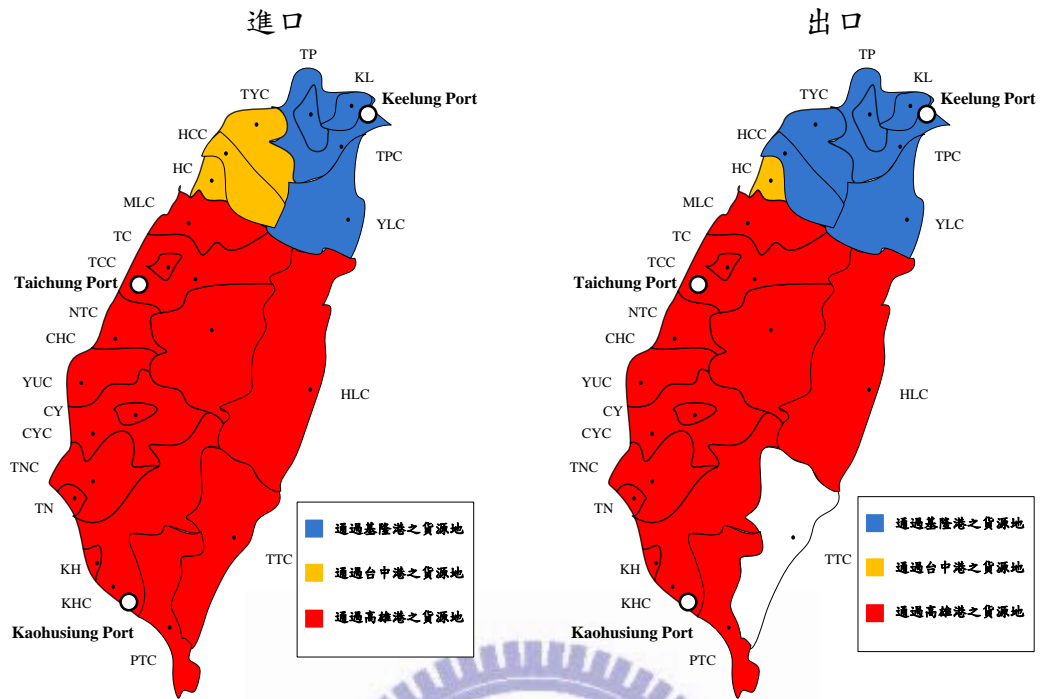 進口
TP
KL
Keelung Port
TYC
HCC
HC
TPC
MLC
YLC
TC
TCC
Taichung Port
NTC
CHC
YUC
HLC
CY
CYC
TNC
TN
TTC
KH
KHC
Kaohusiung Port
PTC
通過基隆港之貨源地
通過台中港之貨源地
通過高雄港之貨源地
出口
TP
KL
Keelung Port
TYC
HCC
HC
TPC
MLC
YLC
TC
TCC
Taichung Port
NTC
CHC
YUC
HLC
CY
CYC
TNC
TN
TTC
KH
KHC
Kaohusiung Port
PTC
通過基隆港之貨源地
通過台中港之貨源地
通過高雄港之貨源地